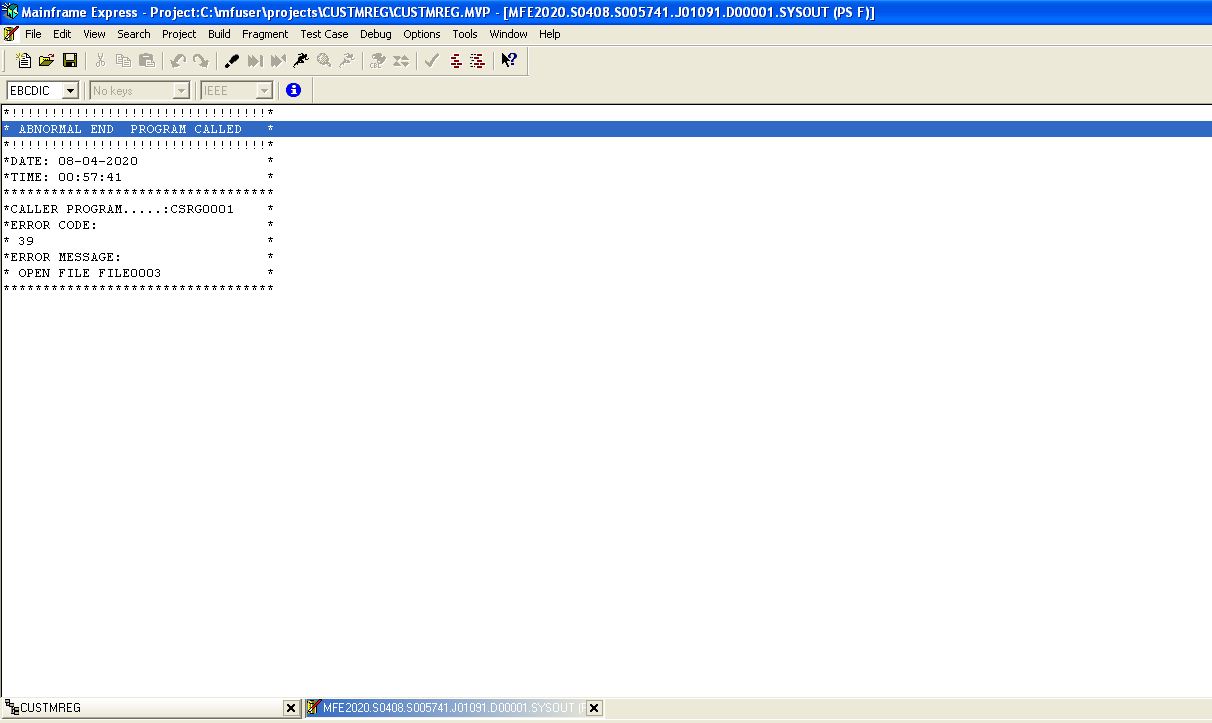 Mainframe Express - Project:C:\mfuser\projects\CUSTMREG\CUSTMREG.MVP - [MFE2020.S0408.S005741.J01091.D00001.SYSOUT (PS F)]
File Edit View Search Project Build Fragment Test Case Debug Options Tools Window Help
EBCDIC No keys IEEE
*!!!!!!!!!!!!!!!!!!!!!!!!!!!!!!!!*
* ABNORMAL END  PROGRAM CALLED   *
*!!!!!!!!!!!!!!!!!!!!!!!!!!!!!!!!*
*DATE: 08-04-2020                *
*TIME: 00:57:41                  *
**********************************
*CALLER PROGRAM.....:CSRG0001    *
*ERROR CODE:                     *
* 39                             *
*ERROR MESSAGE:                  *
* OPEN FILE FILE0003             *
**********************************
CUSTMREG MFE2020.S0408.S005741.J01091.D00001.SYSOUT (F